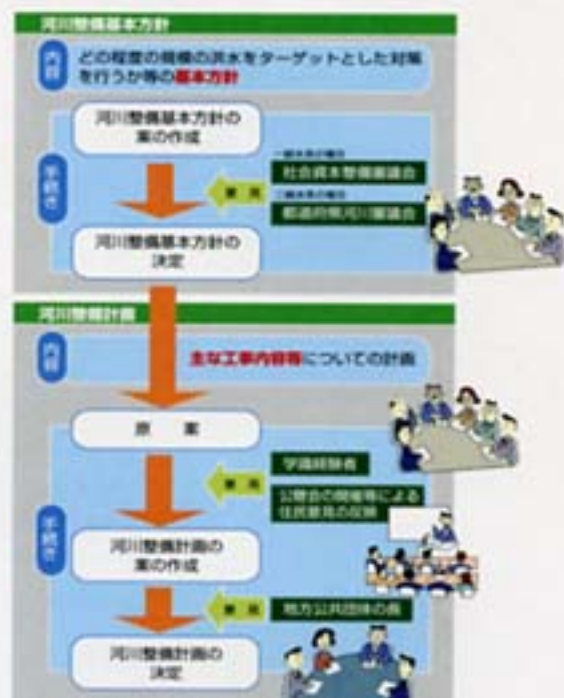 河川整備基本方針
内容
どの程度の規模の洪水をターゲットとした対策
を行うか等の基本方針
手続き
河川整備基本方針の
案の作成
一級水系の場合
社会資本整備審議会
意見
二級水系の場合
都道府県河川審議会
河川整備基本方針の
決定
河川整備計画
内容
主な工事内容等についての計画
手続き
原 案
学識経験者
意見
公聴会の開催等による
住民意見の反映
河川整備計画の
案の作成
意見
地方公共団体の長
河川整備計画の
決定